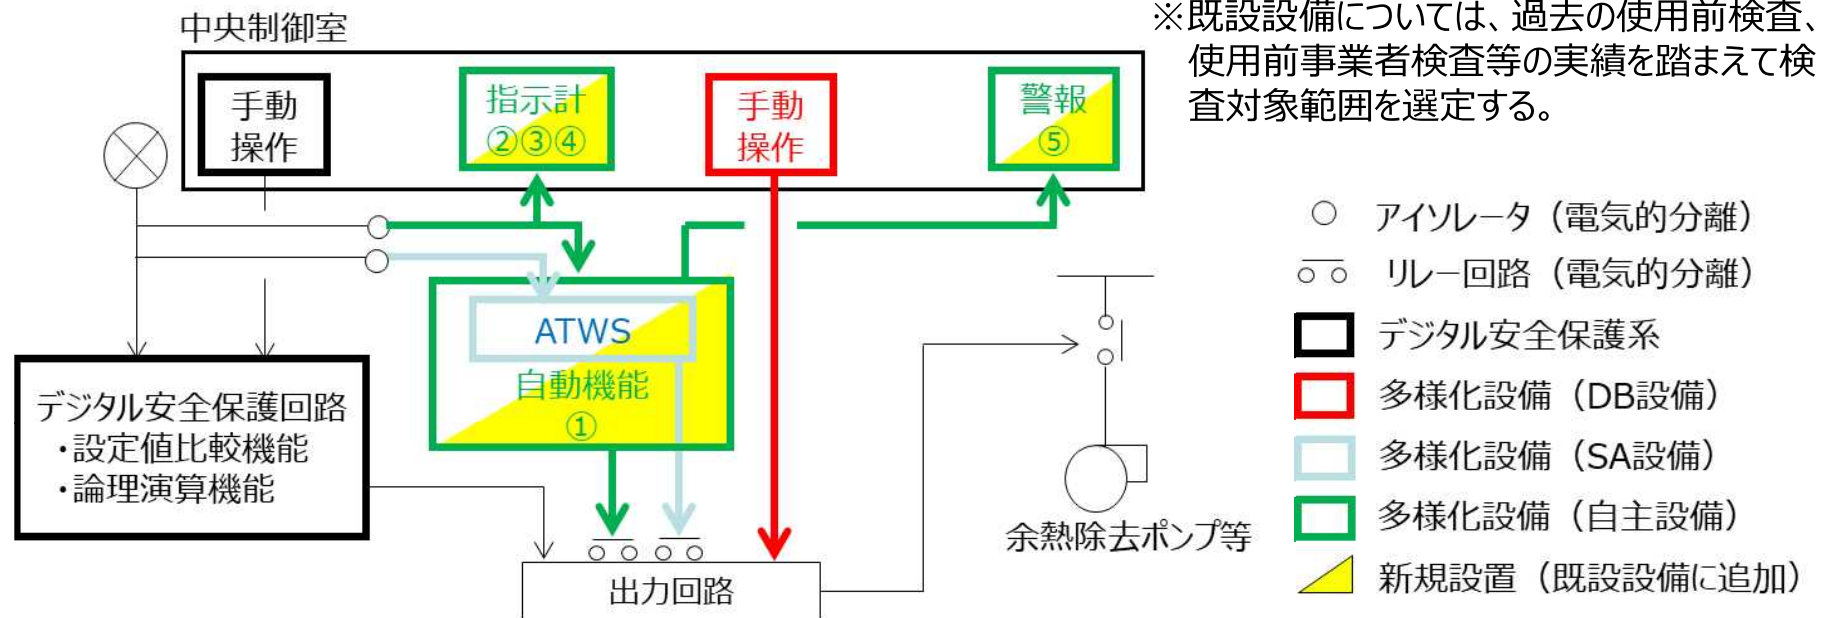 中央制御室
※既設設備については、過去の使用前検査、
使用前事業者検査等の実績を踏まえて検
査対象範囲を選定する。
手動
操作
指示計
②③④
手動
操作
警報
⑤
ATWS
自動機能
①
デジタル安全保護回路
・設定値比較機能
・論理演算機能
出力回路
余熱除去ポンプ等
アイソレータ（電気的分離）
リレー回路（電気的分離）
デジタル安全保護系
多様化設備（DB設備）
多様化設備（SA設備）
多様化設備（自主設備）
新規設置（既設設備に追加）